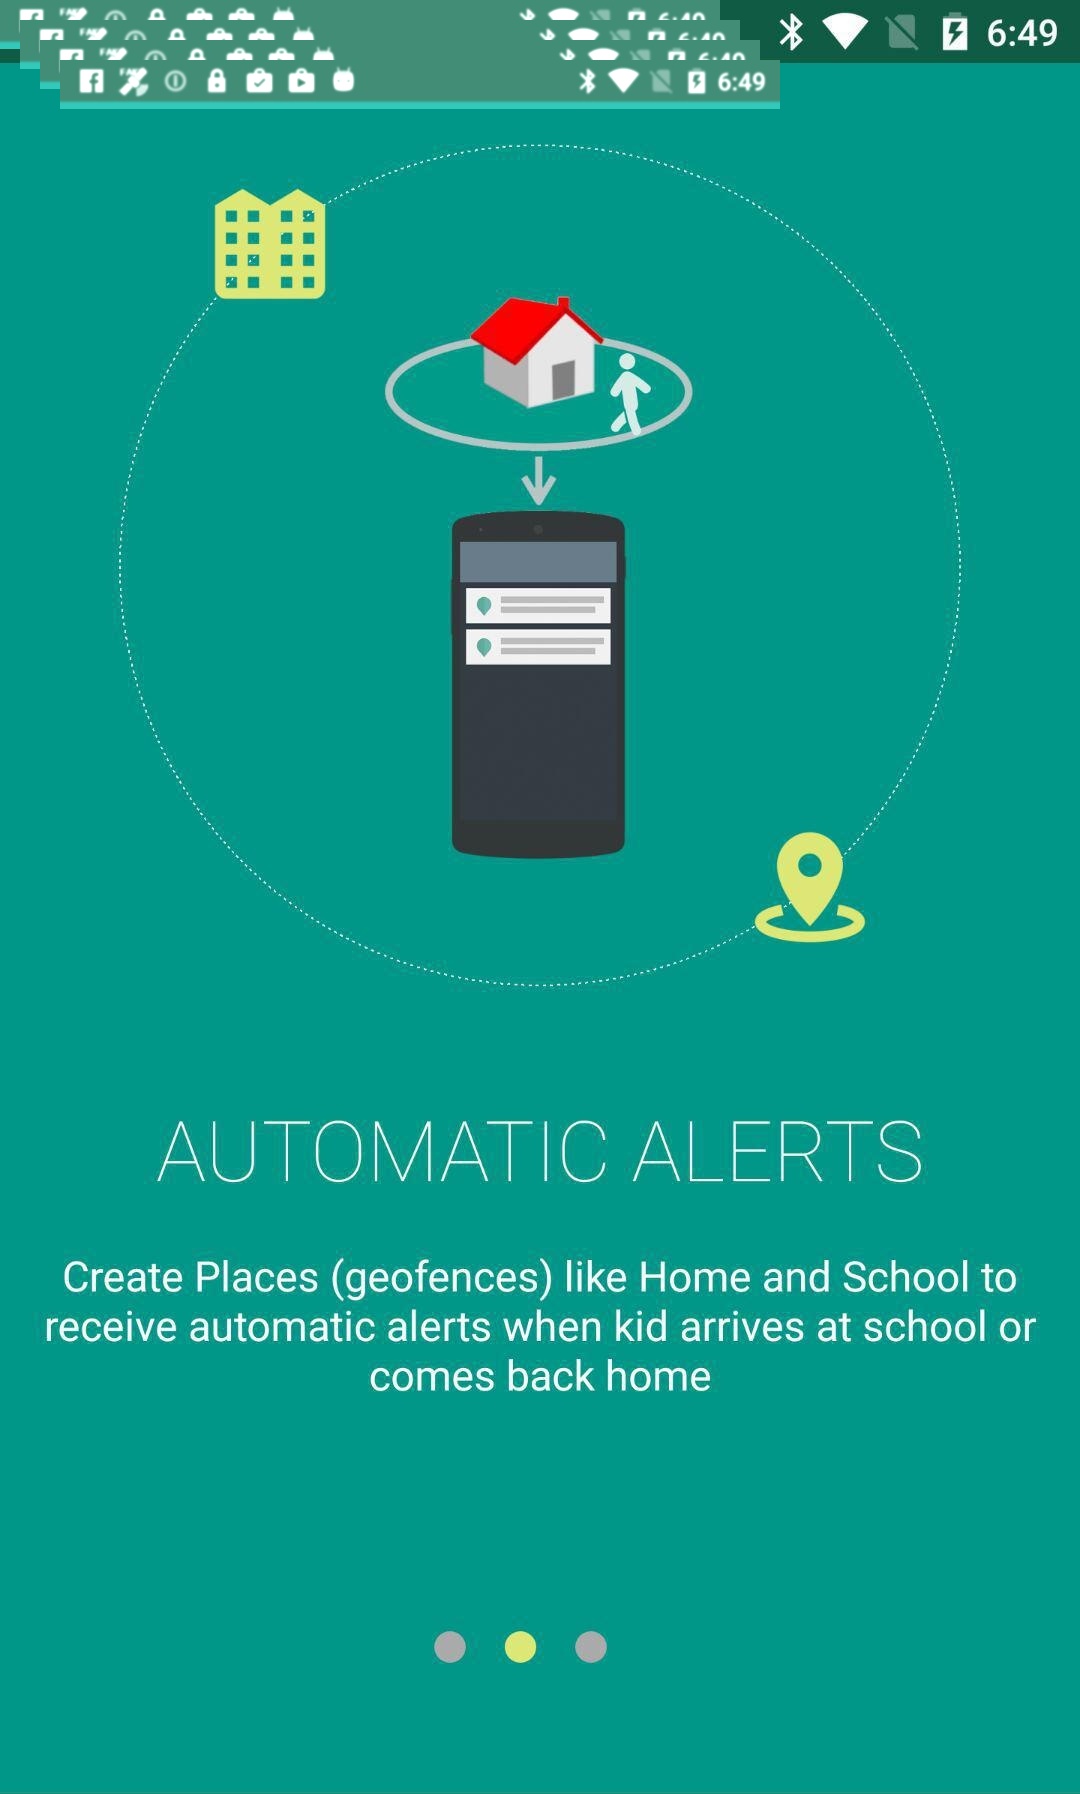 6:49
6:49
AUTOMATIC ALERTS
Create Places (geofences) like Home and School to
receive automatic alerts when kid arrives at school or
comes back home